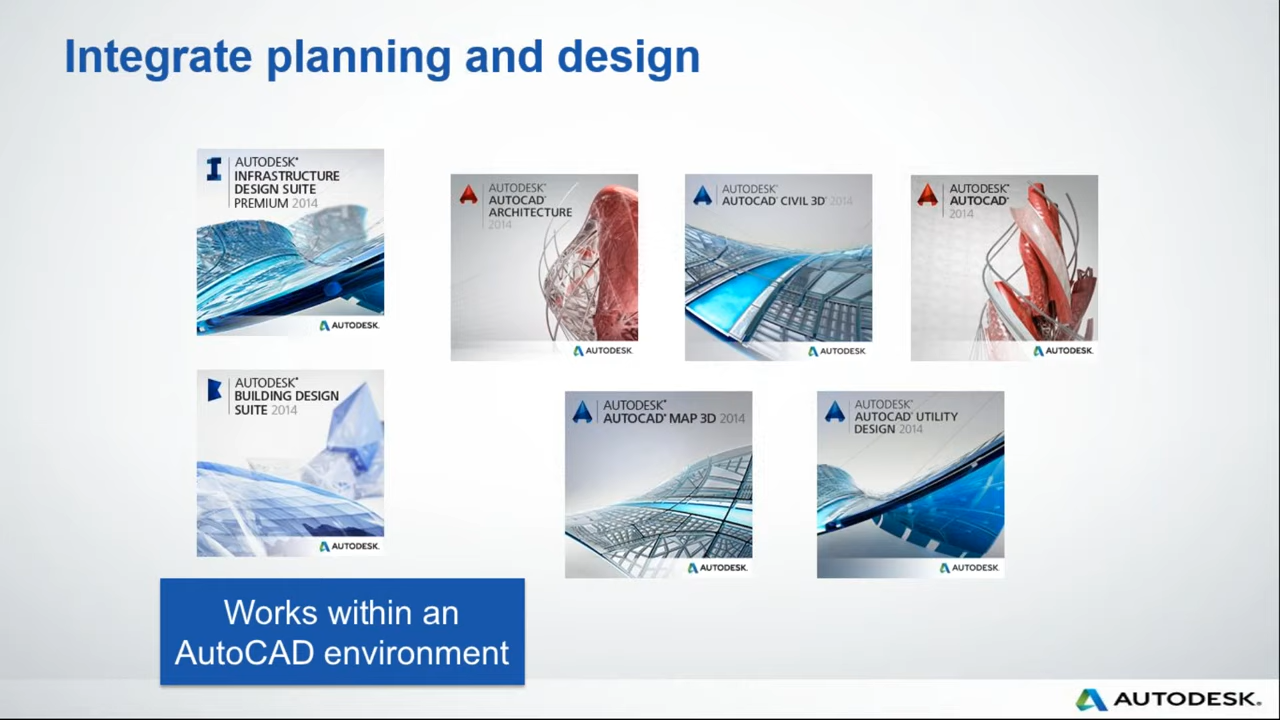 Integrate planning and design
AUTODESK®
INFRASTRUCTURE
DESIGN SUITE
PREMIUM 2014
AUTODESK.
AUTODESK®
AUTOCAD®
ARCHITECTURE
2014
AUTODESK.
AUTODESK®
AUTOCAD® CIVIL 3D® 2014
AUTODESK.
AUTODESK®
AUTOCAD®
2014
AUTODESK.
AUTODESK®
BUILDING DESIGN
SUITE 2014
AUTODESK.
AUTODESK®
AUTOCAD® MAP 3D 2014
AUTODESK.
AUTODESK®
AUTOCAD® UTILITY
DESIGN 2014
AUTODESK.
Works within an
AutoCAD environment
AUTODESK®